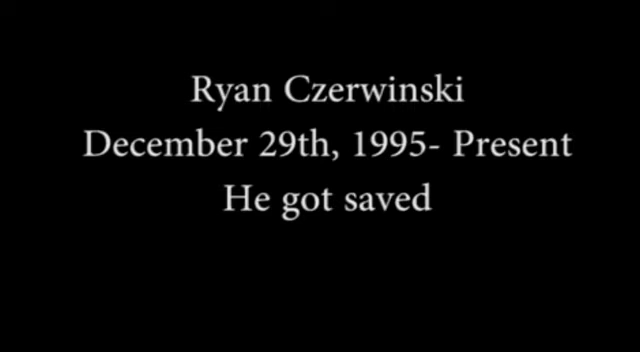 Ryan Czerwinski
December 29th, 1995- Present
He got saved